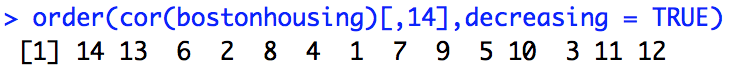 > order(cor(bostonhousing)[,14],decreasing = TRUE)
[1] 14 13 6 2 8 4 1 7 9 5 10 3 11 12